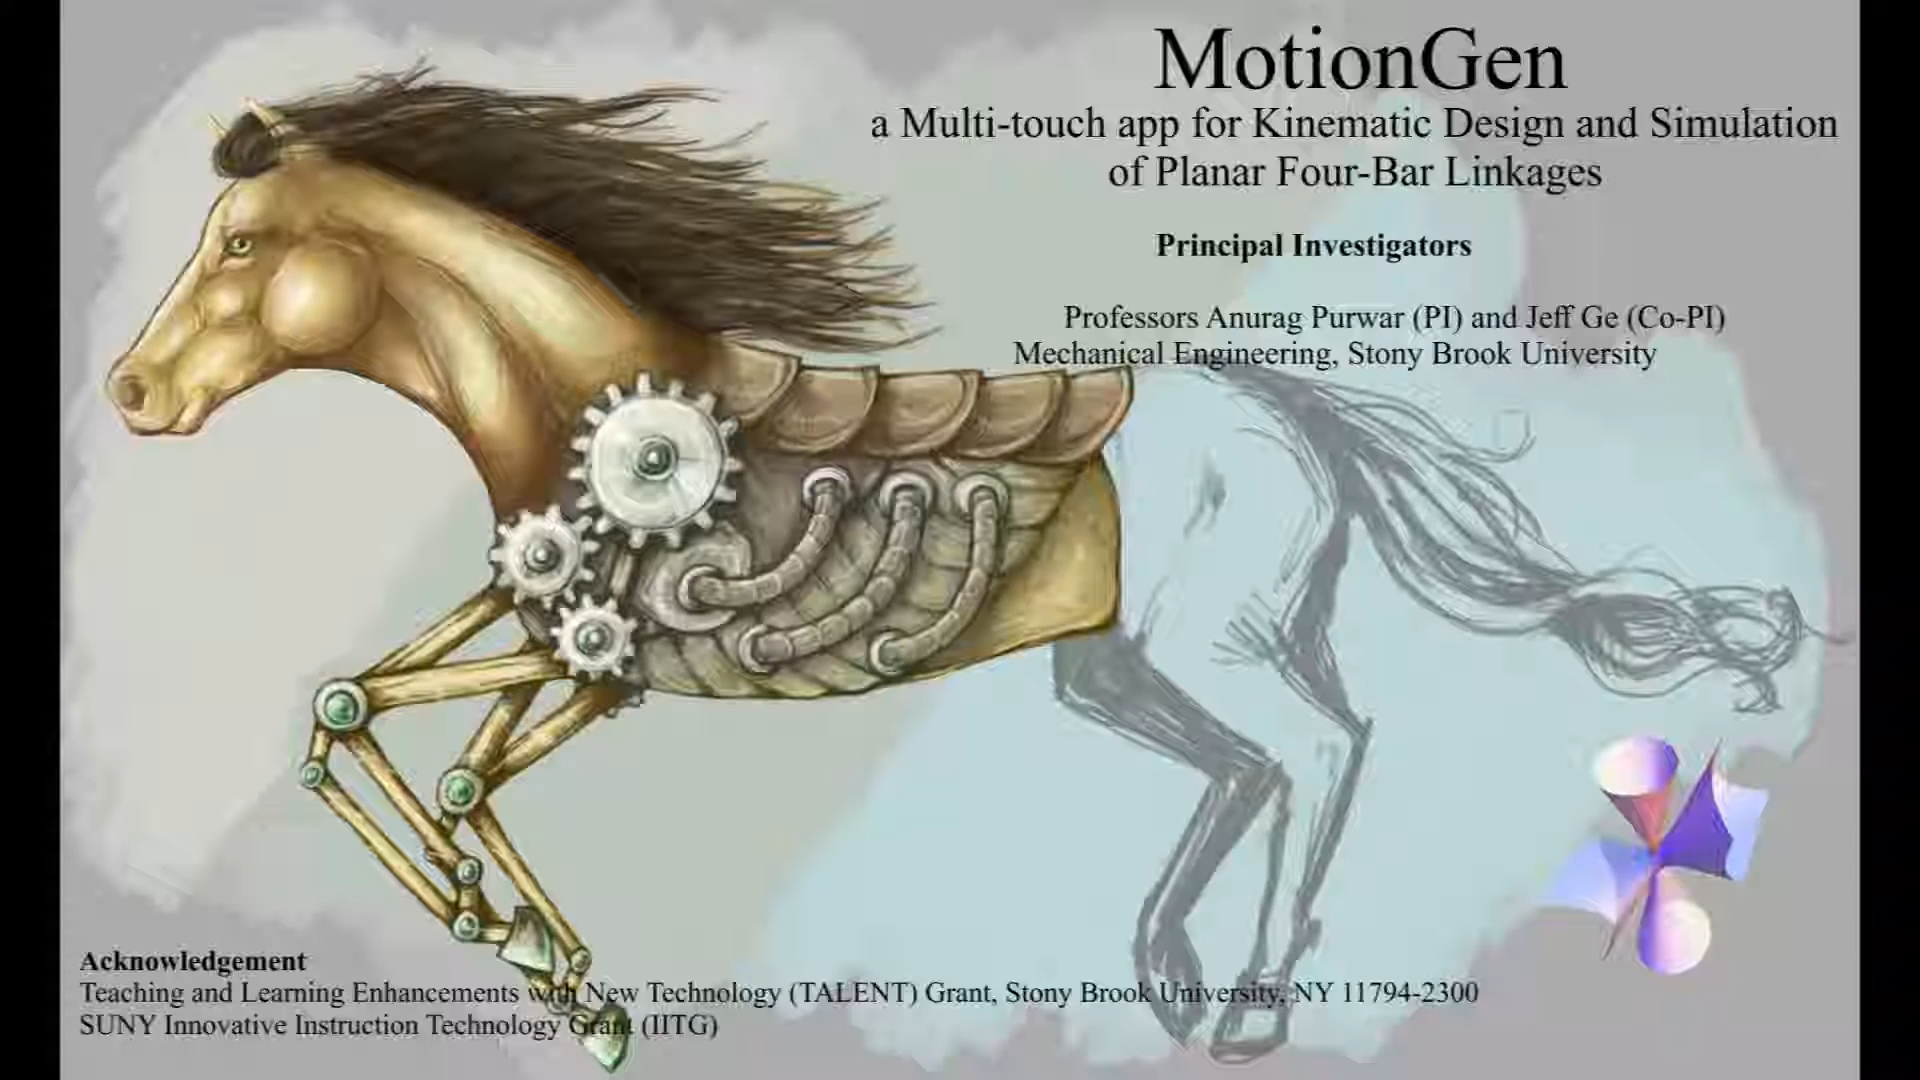 MotionGen
a Multi-touch app for Kinematic Design and Simulation
of Planar Four-Bar Linkages
Principal Investigators
Professors Anurag Purwar (PI) and Jeff Ge (Co-PI)
Mechanical Engineering, Stony Brook University
Acknowledgement
Teaching and Learning Enhancements with New Technology (TALENT) Grant, Stony Brook University, NY 11794-2300
SUNY Innovative Instruction Technology Grant (IITG)